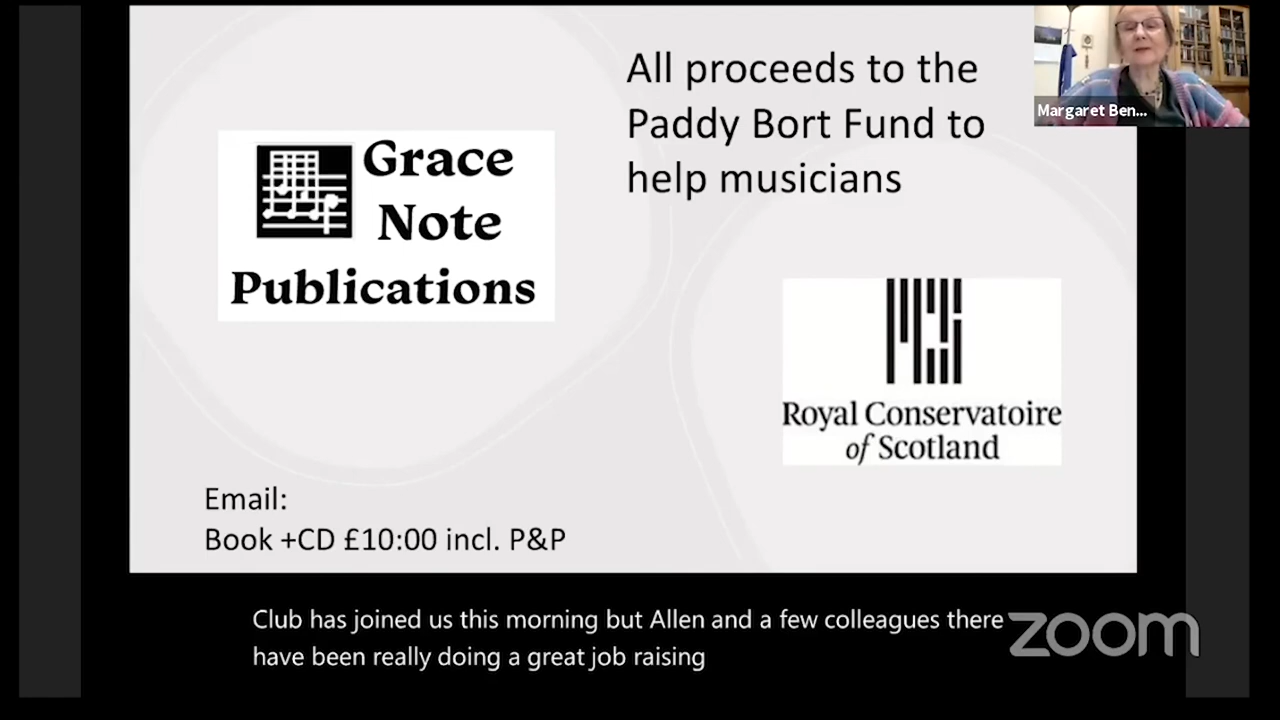 All proceeds to the
Paddy Bort Fund to
help musicians
Margaret Ben...
Grace
Note
Publications
Royal Conservatoire
of Scotland
Email:
Book +CD £10:00 incl. P&P
Club has joined us this morning but Allen and a few colleagues there
have been really doing a great job raising
zoom